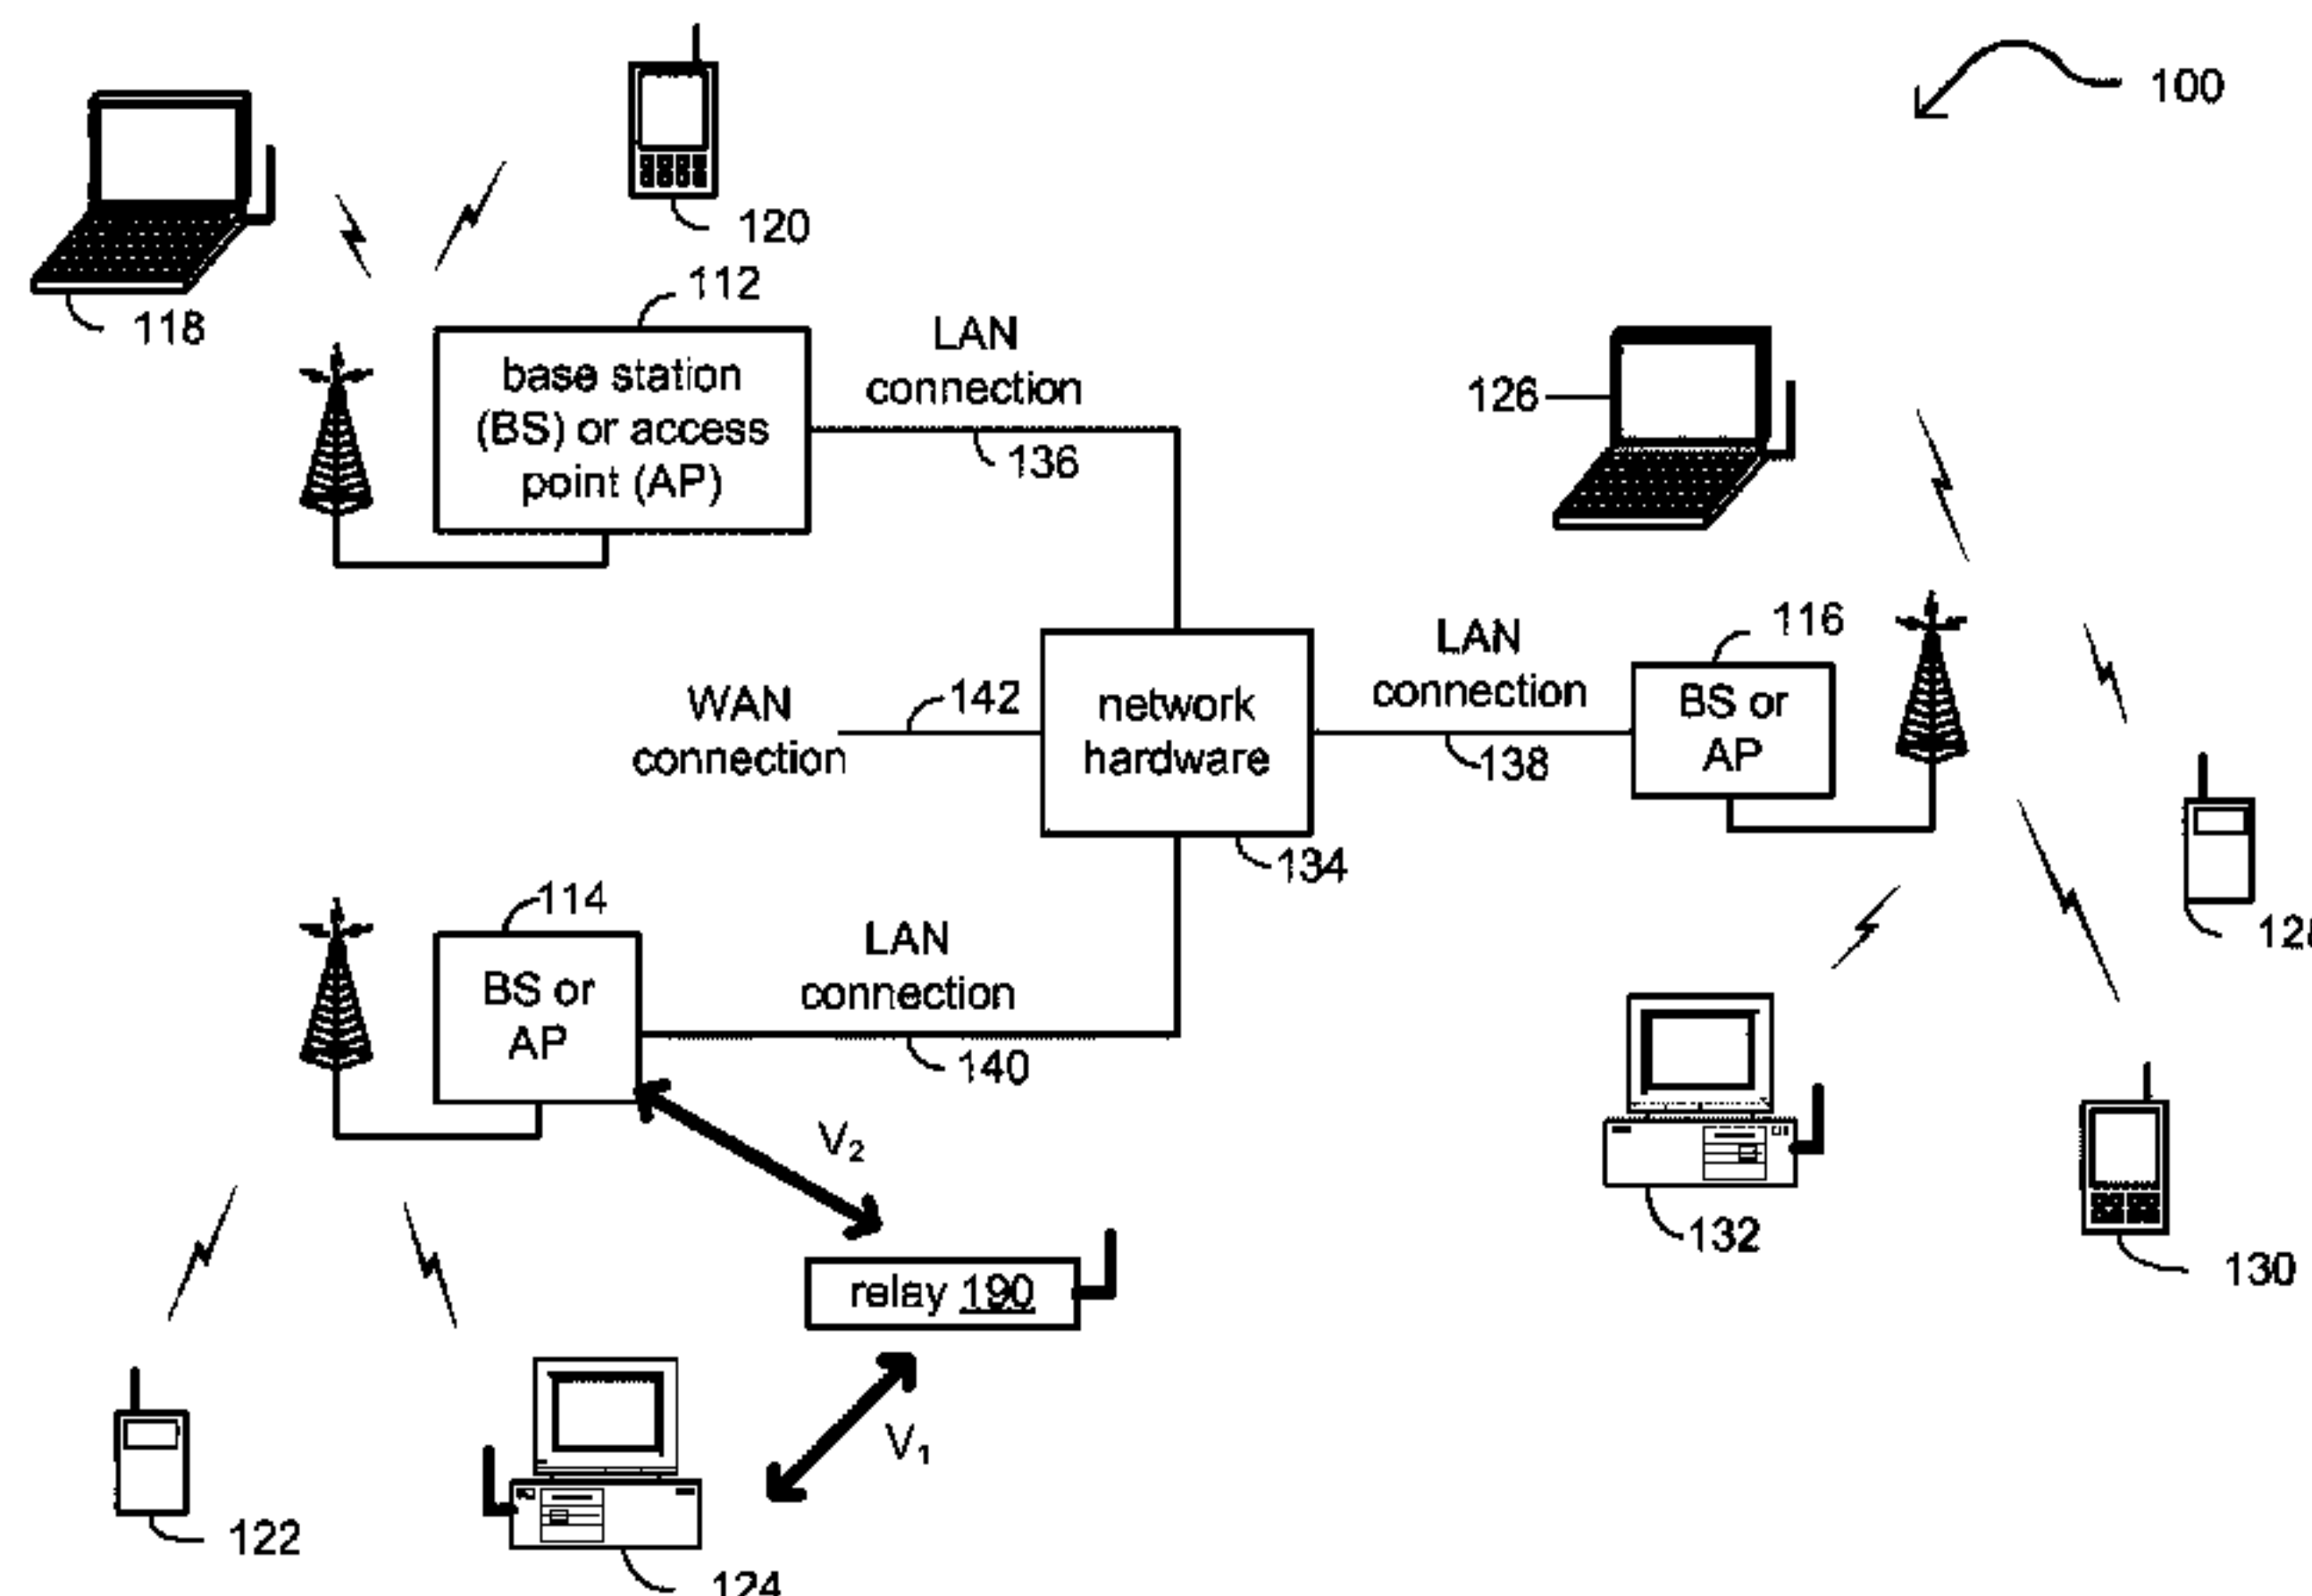 100
120
118
112
base station
(BS) or access
point (AP)
LAN
connection
136
126
116
BS or
AP
LAN
connection
138
network
hardware
134
WAN
connection
142
128
114
BS or
AP
LAN
connection
140
V₂
132
130
relay 190
V₁
122
124